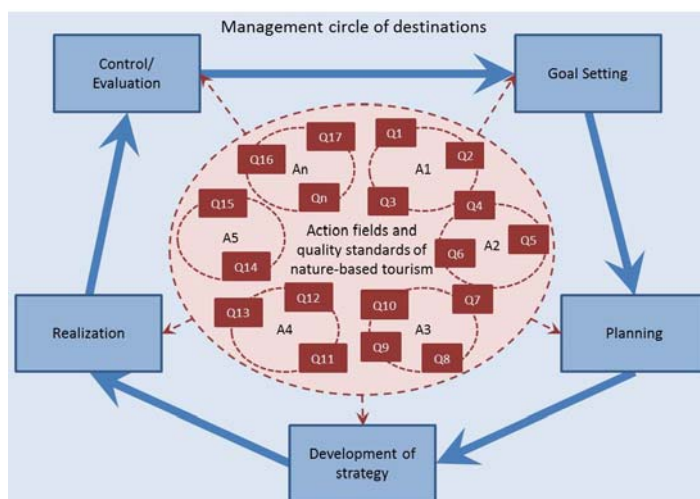 Management circle of destinations
Control/
Evaluation
Goal Setting
Q17
Q1
Q16
Q2
An
A1
Qn
Q3
Q15
Q4
A5
Action fields and
quality standards of
nature-based tourism
A2
Q5
Q6
Q14
Q13
Q12
Q10
Q7
Realization
A4
A3
Planning
Q11
Q9
Q8
Development of
strategy